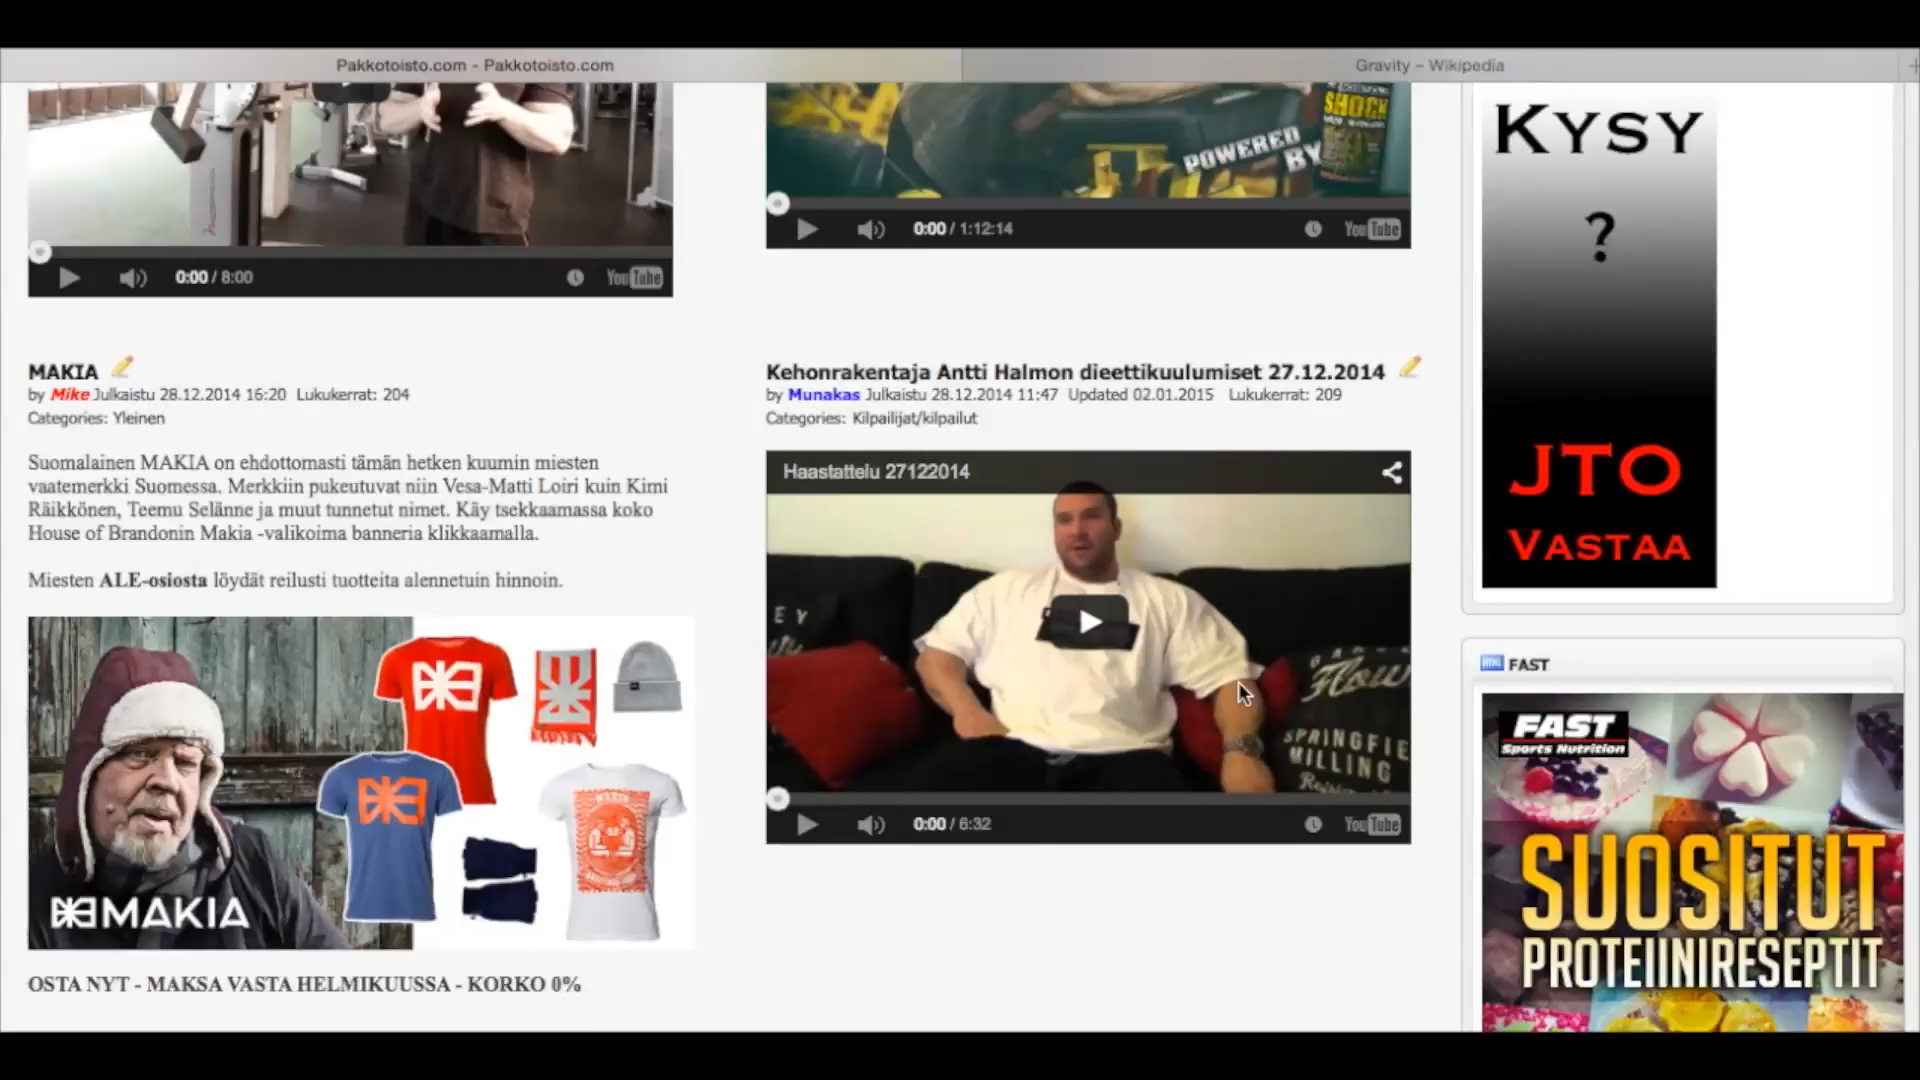 Pakkotoisto.com - Pakkotoisto.com
Gravity – Wikipedia
0:00 / 8:00
YouTube
SHOCK
POWERED
BY
0:00 / 1:12:14
YouTube
MAKIA
by Mike Julkaistu 28.12.2014 16:20 Lukukerrat: 204
Categories: Yleinen
Suomalainen MAKIA on ehdottomasti tämän hetken kuumin miesten
vaatemerkki Suomessa. Merkkiin pukeutuvat niin Vesa-Matti Loiri kuin Kimi
Räikkönen, Teemu Selänne ja muut tunnetut nimet. Käy tsekkaamassa koko
House of Brandonin Makia -valikoima banneria klikkaamalla.
Miesten ALE-osiosta löydät reilusti tuotteita alennetuin hinnoin.
MAKIA
OSTA NYT - MAKSA VASTA HELMIKUUSSA - KORKO 0%
Kehonrakentaja Antti Halmon dieettikuulumiset 27.12.2014
by Munakas Julkaistu 28.12.2014 11:47 Updated 02.01.2015 Lukukerrat: 209
Categories: Kilpailijat/kilpailut
Haastattelu 27122014
SPRINGFIE
MILLING
0:00 / 6:32
YouTube
KYSY
?
JTO
VASTAA
FAST
FAST
Sports Nutrition
SUOSITUT
PROTEIINIRESEPTIT